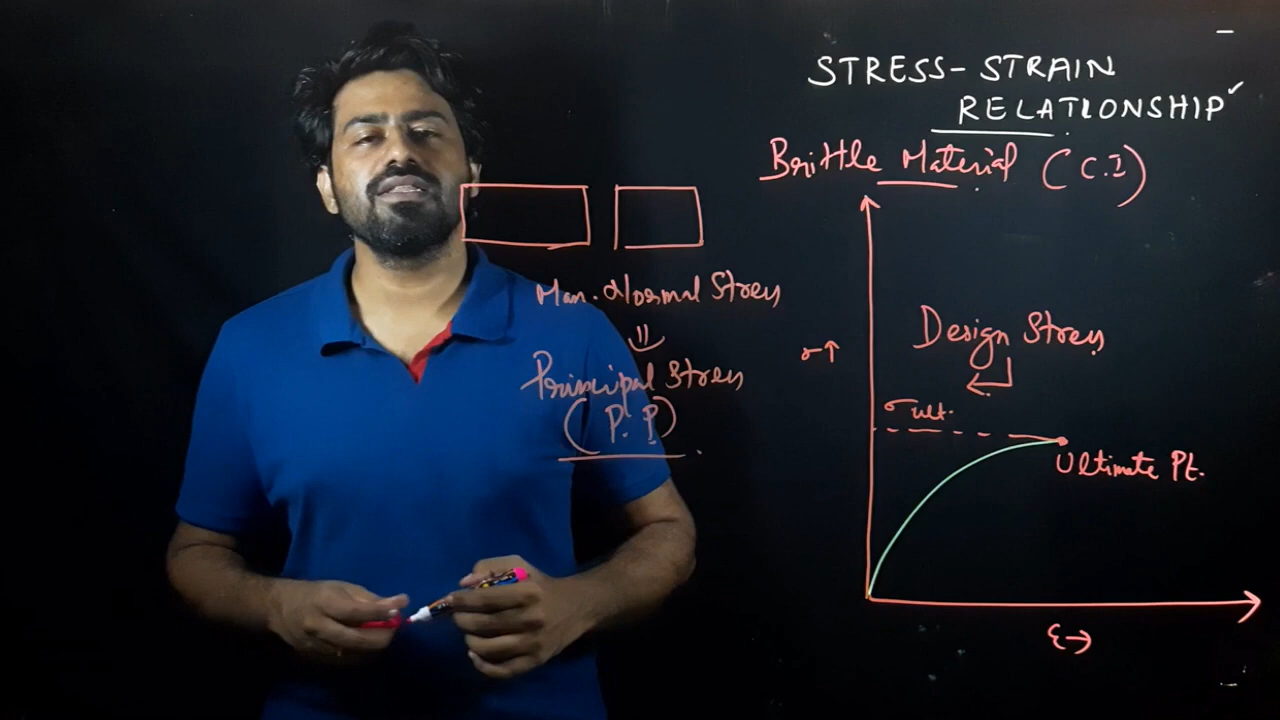 STRESS-STRAIN
RELATIONSHIP
Brittle Material (C.I)
Max. Normal Stress
Principal Stress
(P.P)
σ↑
Design Stress
σult.
Ultimate Pt.
ε→